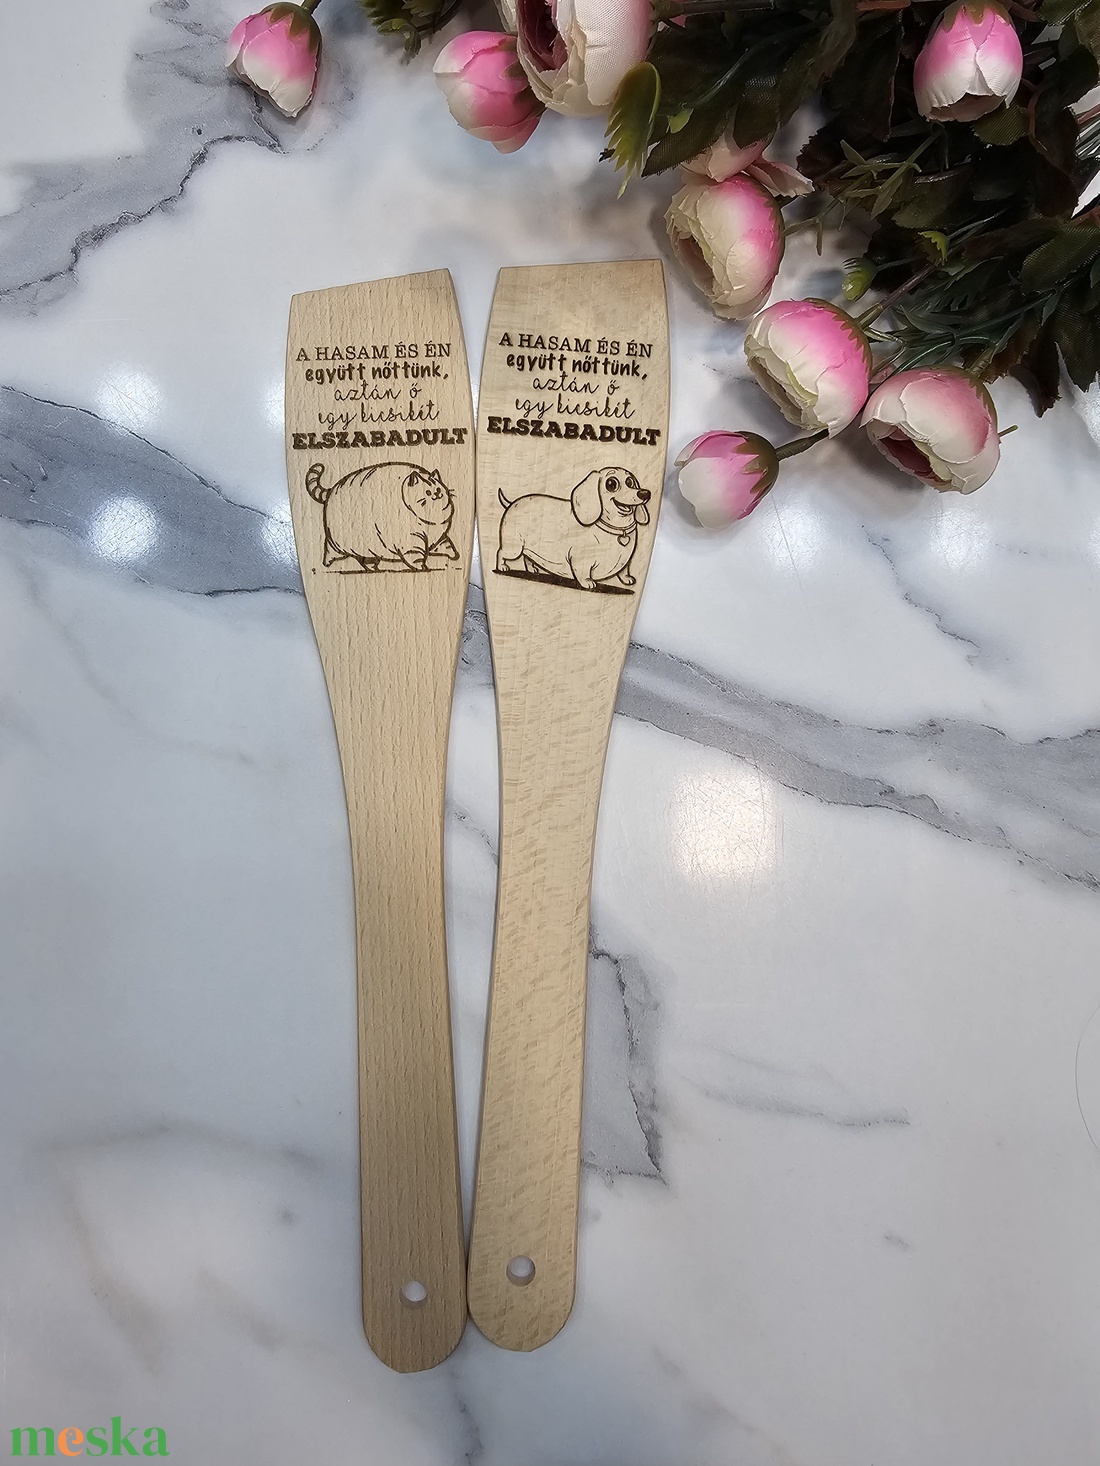 A HASAM ÉS ÉN
együtt nőttünk,
aztán ő
egy kicsikét
ELSZABADULT
A HASAM ÉS ÉN
együtt nőttünk,
aztán ő
egy kicsikét
ELSZABADULT
meska